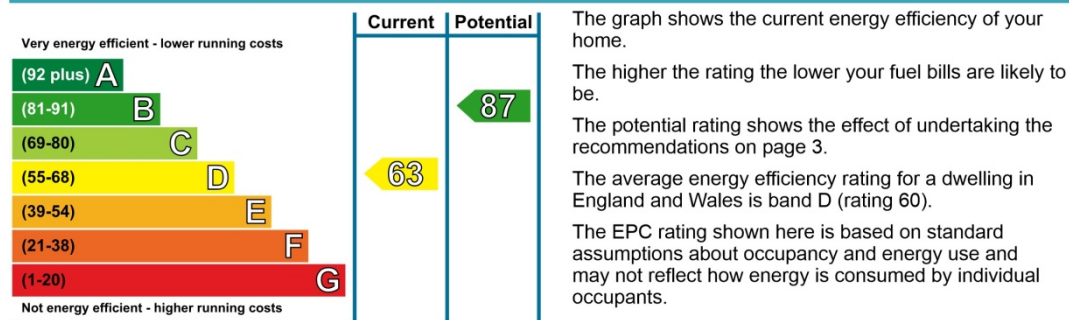 Current Potential
Very energy efficient - lower running costs
(92 plus) A
(81-91) B
87
(69-80) C
(55-68) D
63
(39-54) E
(21-38) F
(1-20) G
Not energy efficient - higher running costs
The graph shows the current energy efficiency of your
home.
The higher the rating the lower your fuel bills are likely to
be.
The potential rating shows the effect of undertaking the
recommendations on page 3.
The average energy efficiency rating for a dwelling in
England and Wales is band D (rating 60).
The EPC rating shown here is based on standard
assumptions about occupancy and energy use and
may not reflect how energy is consumed by individual
occupants.